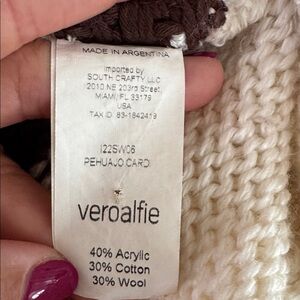 MADE IN ARGENTINA
Imported by
SOUTH CRAFTY LLC
2010 NE 203rd Street
MIAMI, FL 33179
USA
TAX ID 83-1842419
I22SW06
PEHUAJO CARDI
veroalfie
40% Acrylic
30% Cotton
30% Wool